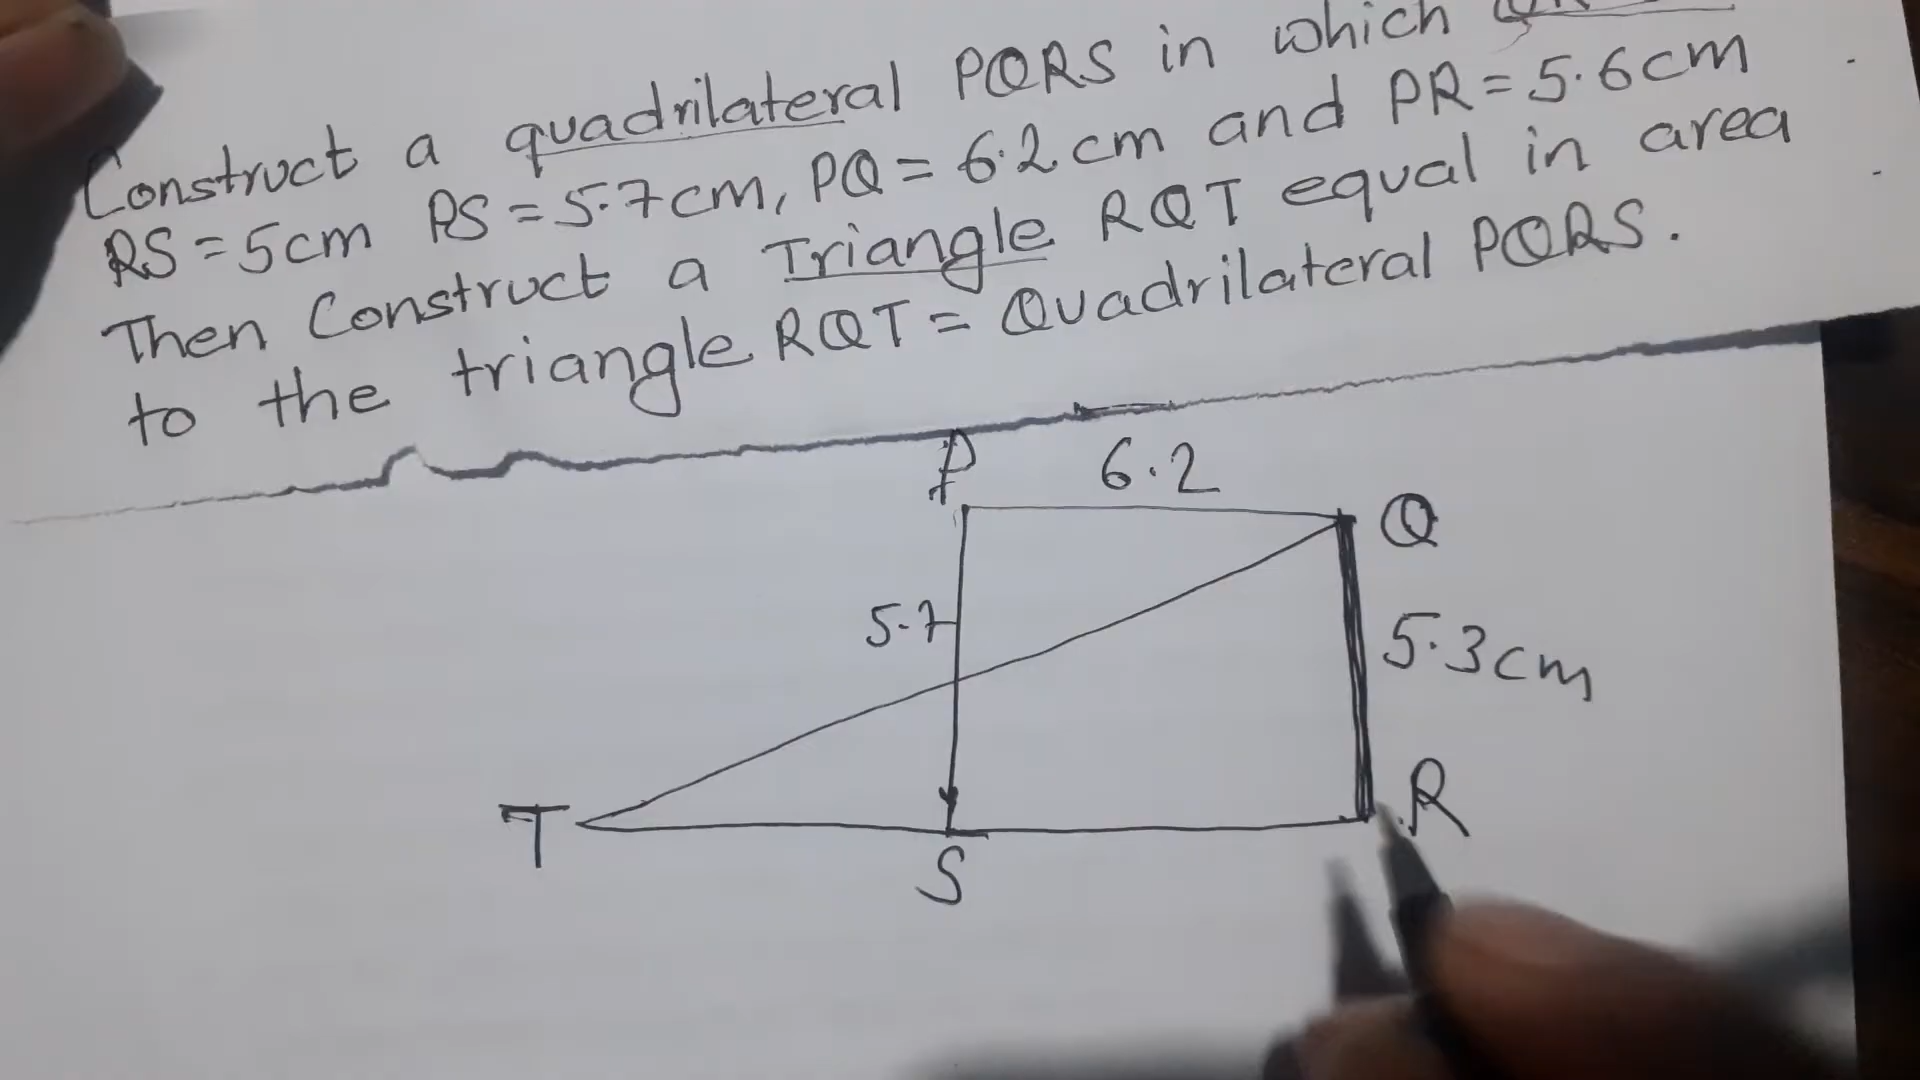 Construct a quadrilateral PQRS in which
RS = 5cm PS = 5.7cm, PQ = 6.2cm and PR = 5.6cm
Then Construct a Triangle RQT equal in area
to the triangle RQT = Quadrilateral PQRS.
P
6.2
Q
5.7
5.3cm
T
R
S